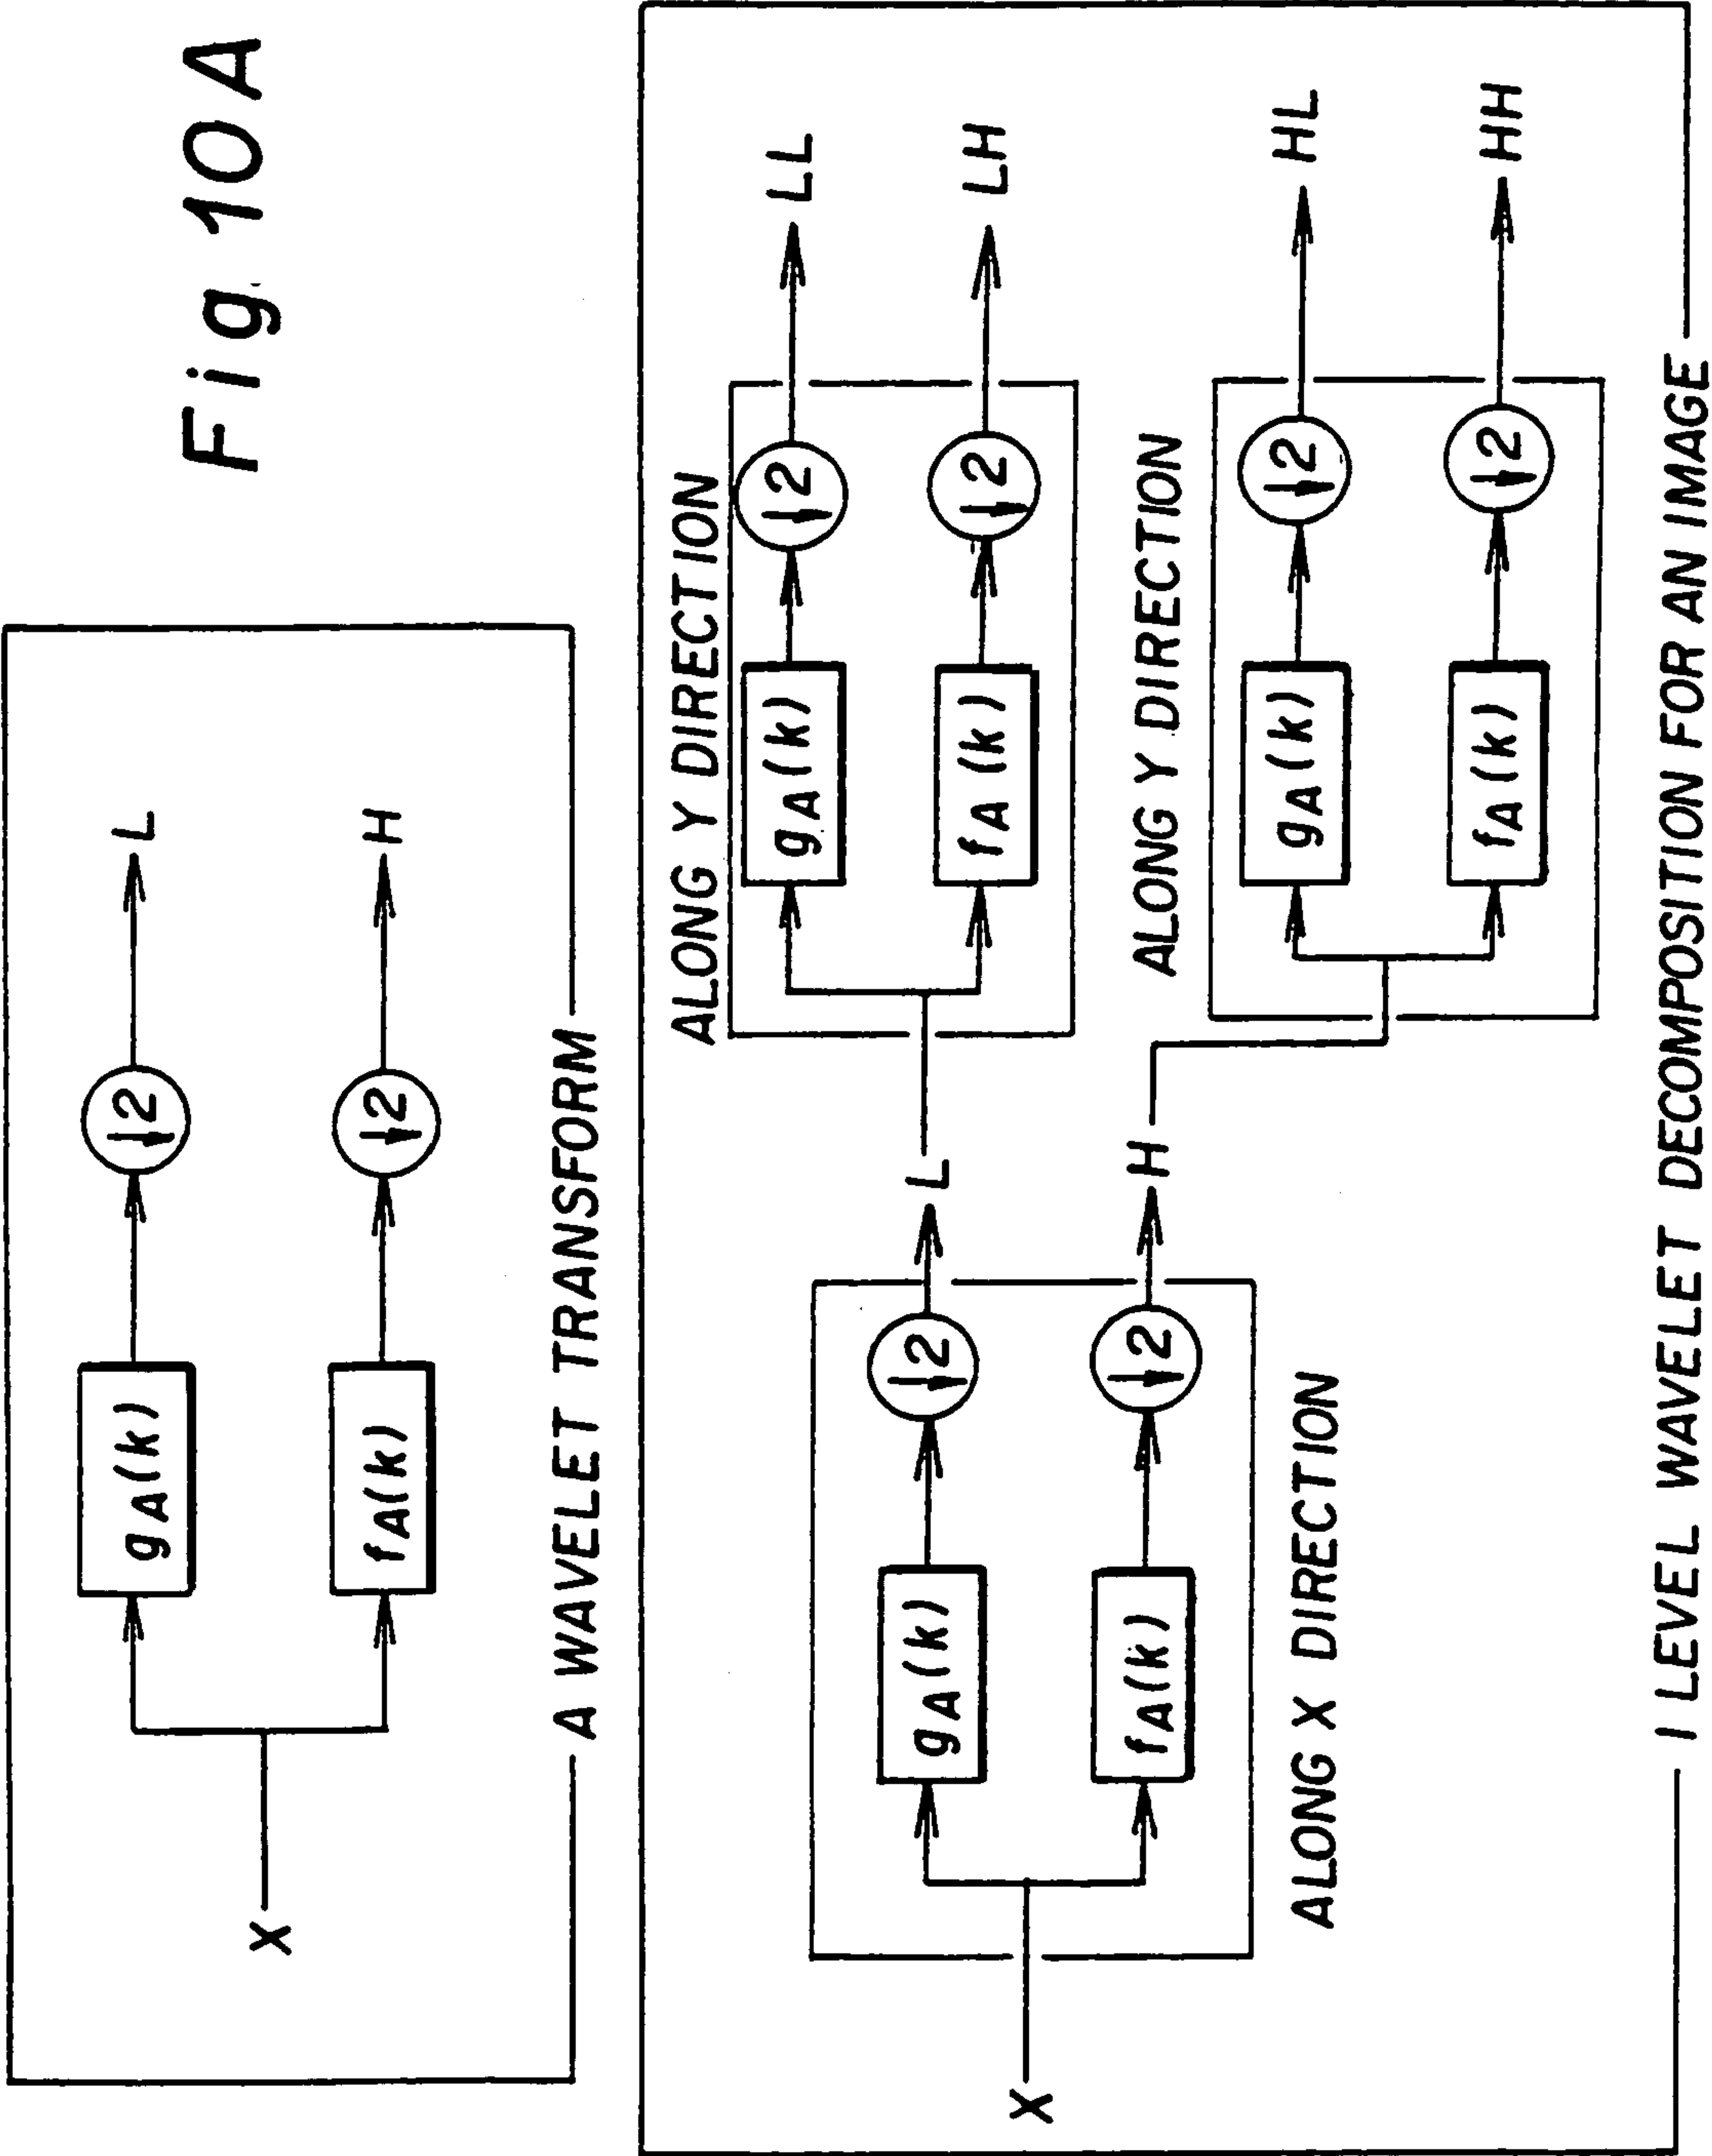 Fig. 10A
X
gA(k)
↓2
L
fA(k)
↓2
H
A WAVELET TRANSFORM
X
gA(k)
↓2
L
fA(k)
↓2
H
ALONG X DIRECTION
ALONG Y DIRECTION
gA(k)
↓2
LL
fA(k)
↓2
LH
ALONG Y DIRECTION
gA(k)
↓2
HL
fA(k)
↓2
HH
1 LEVEL WAVELET DECOMPOSITION FOR AN IMAGE